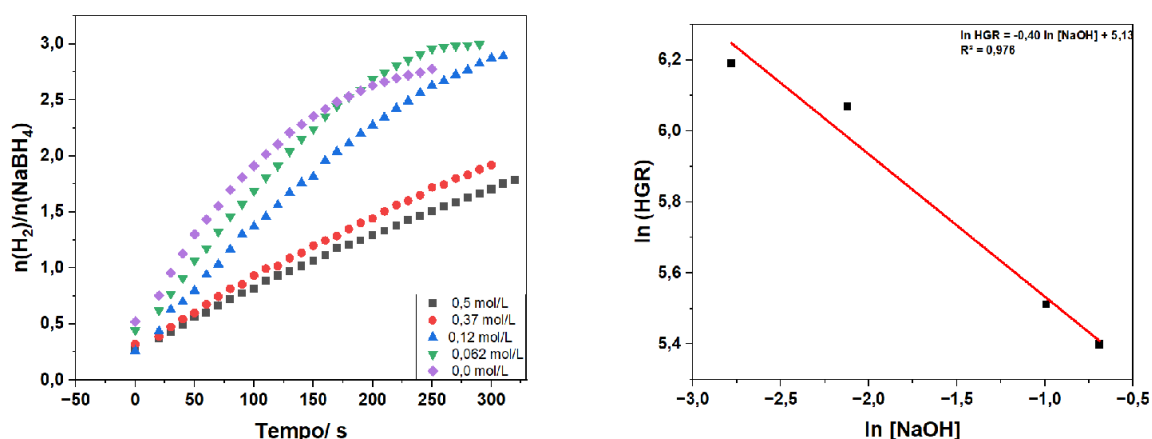 n(H₂)/n(NaBH₄)
3,0
2,5
2,0
1,5
1,0
0,5
0,0
0,5 mol/L
0,37 mol/L
0,12 mol/L
0,062 mol/L
0,0 mol/L
−50 0 50 100 150 200 250 300
Tempo/ s
ln HGR = -0,40 ln [NaOH] + 5,13
R² = 0,976
ln (HGR)
6,2
6,0
5,8
5,6
5,4
−3,0 −2,5 −2,0 −1,5 −1,0 −0,5
ln [NaOH]